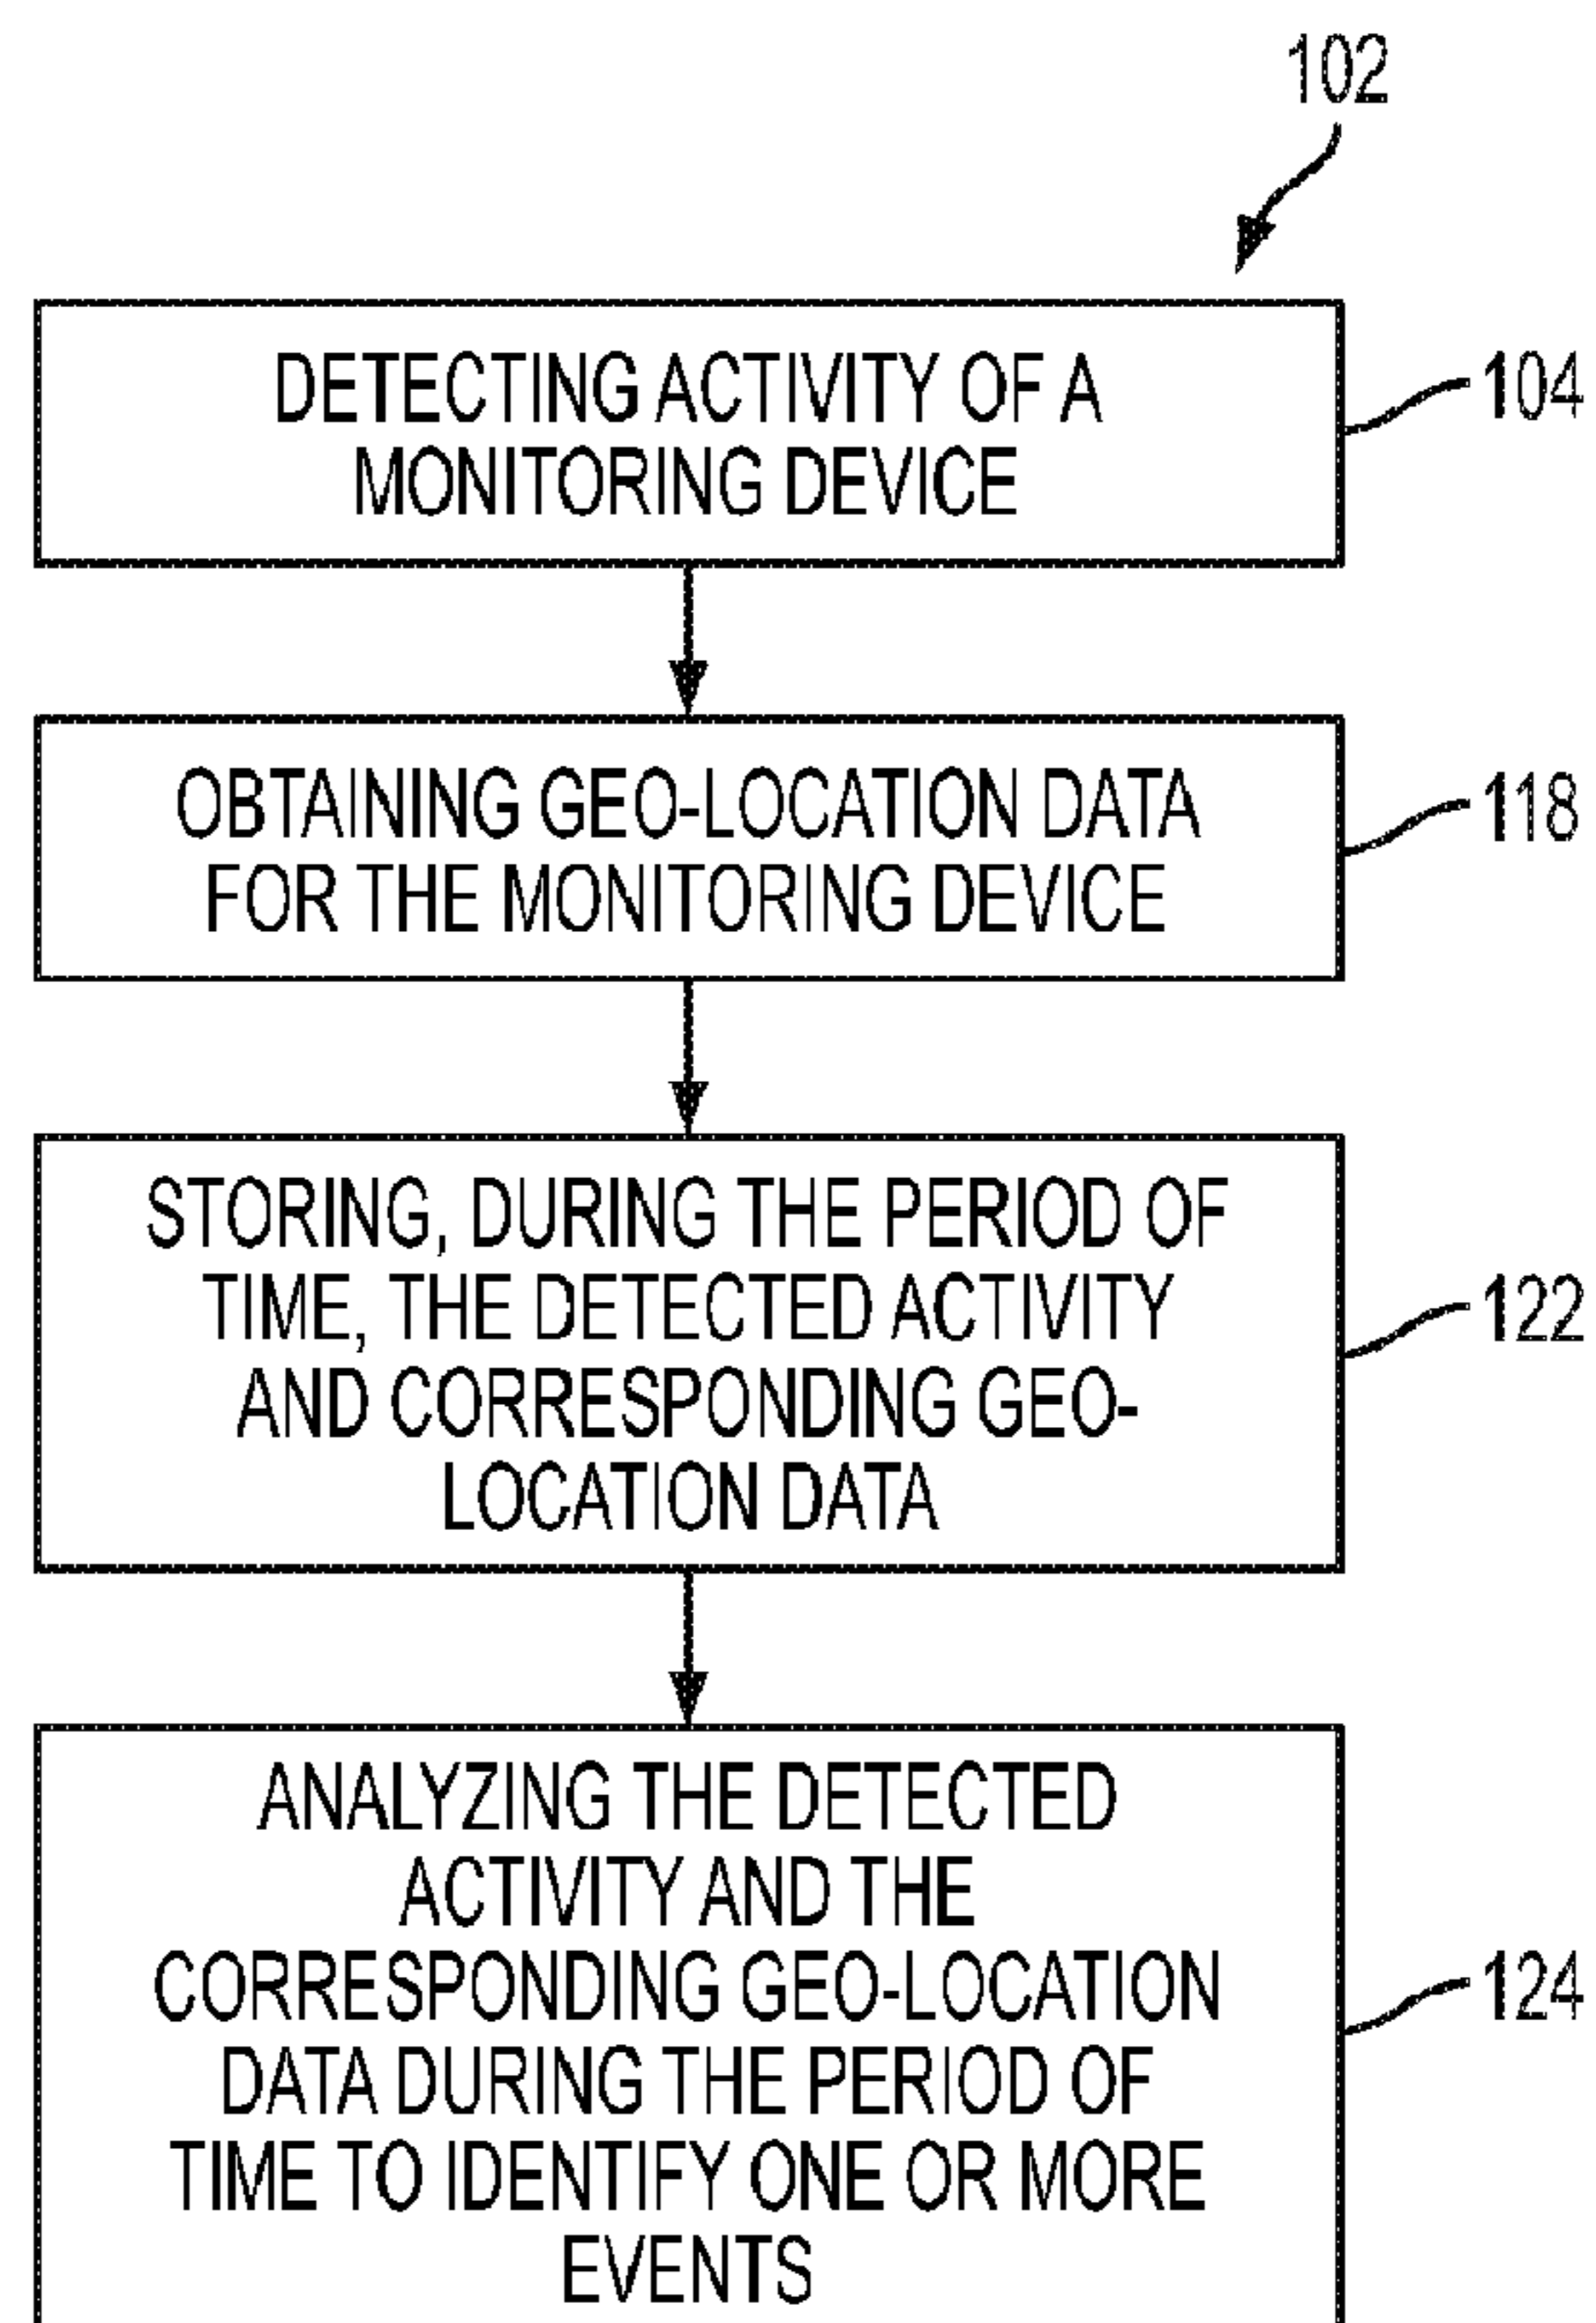 102
DETECTING ACTIVITY OF A
MONITORING DEVICE
104
OBTAINING GEO-LOCATION DATA
FOR THE MONITORING DEVICE
118
STORING, DURING THE PERIOD OF
TIME, THE DETECTED ACTIVITY
AND CORRESPONDING GEO-
LOCATION DATA
122
ANALYZING THE DETECTED
ACTIVITY AND THE
CORRESPONDING GEO-LOCATION
DATA DURING THE PERIOD OF
TIME TO IDENTIFY ONE OR MORE
EVENTS
124